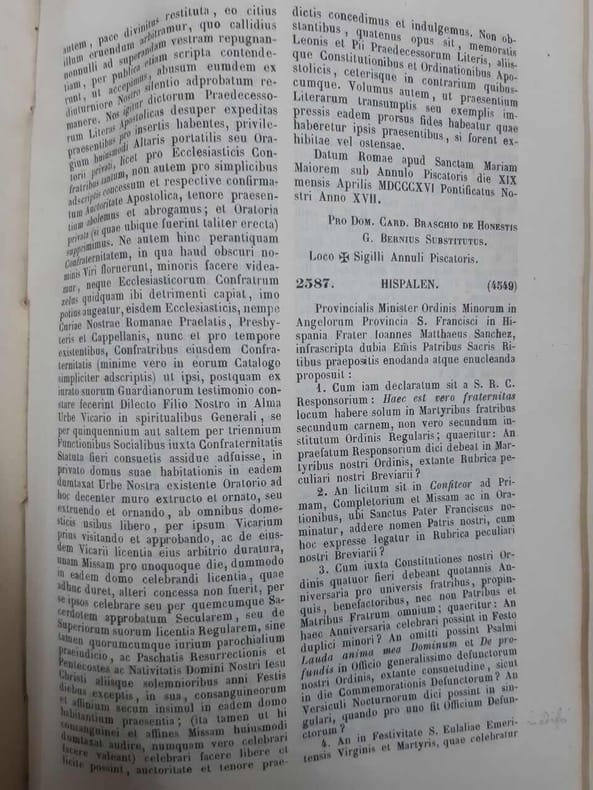 autem, pace divinitus restituta, eo citius
illum eruendum arbitramur, quo callidius
nonnulli ad superandam vestram repugnan-
tiam, per publica etiam scripta contende-
runt, ut accepimus, abusum eumdem ex
diuturniore Nostro silentio adprobatum re-
manere. Nos igitur dictorum Praedecesso-
rum Literas Apostolicas desuper expeditas
praesentibus pro insertis habentes, privile-
gium huiusmodi Altaris portatilis seu Ora-
torii privati, licet pro Ecclesiasticis Con-
fratribus tantum, non autem pro simplicibus
adscriptis concessum et respective confirma-
tum Auctoritate Apostolica, tenore praesen-
tium abolemus et abrogamus; et Oratoria
privata (si quae ubique fuerint taliter erecta)
supprimimus. Ne autem hinc perantiquam
Confraternitatem, in qua haud obscuri no-
minis Viri floruerunt, minoris facere videa-
mur, neque Ecclesiasticorum Confratrum
zelus quidquam ibi detrimenti capiat, imo
potius augeatur, eisdem Ecclesiasticis, nempe
Curiae Nostrae Romanae Praelatis, Presby-
teris et Cappellanis, nunc et pro tempore
existentibus, Confratribus eiusdem Confra-
ternitatis (minime vero in eorum Catalogo
simpliciter adscriptis) ut ipsi, postquam ex
iurato suorum Guardianorum testimonio con-
stare fecerint Dilecto Filio Nostro in Alma
Urbe Vicario in spiritualibus Generali, se
per quinquennium aut saltem per triennium
Functionibus Socialibus iuxta Confraternitatis
Statuta fieri consuetis assidue adfuisse, in
privato domus suae habitationis in eadem
dumtaxat Urbe Nostra existente Oratorio ad
hoc decenter muro extructo et ornato, seu
extruendo et ornando, ab omnibus dome-
sticis usibus libero, per ipsum Vicarium
prius visitando et approbando, ac de eius-
dem Vicarii licentia eius arbitrio duratura,
unam Missam pro unoquoque die, dummodo
in eadem domo celebrandi licentia, quae
adhuc duret, alteri concessa non fuerit, per
se ipsos celebrare seu per quemcumque Sa-
cerdotem approbatum Secularem, seu de
Superiorum suorum licentia Regularem, sine
tamen quorumcumque iurium parochialium
praeiudicio, ac Paschatis Resurrectionis et
Pentecostes ac Nativitatis Domini Nostri Iesu
Christi aliisque solemnioribus anni Festis
diebus exceptis, in sua, consanguineorum
et affinium secum insimul in eadem domo
habitantium praesentia; (ita tamen ut hi
consanguinei et affines Missam huiusmodi
dumtaxat audire, numquam vero celebrari
facere valeant) celebrari facere libere et
licite possint, auctoritate et tenore prae-
dictis concedimus et indulgemus. Non ob-
stantibus, quatenus opus sit, memoratis
Leonis et Pii Praedecessorum Literis, aliis-
que Constitutionibus et Ordinationibus Apo-
stolicis, ceterisque in contrarium quibus-
cumque. Volumus autem, ut praesentium
Literarum transumptis seu exemplis im-
pressis eadem prorsus fides habeatur quae
haberetur ipsis praesentibus, si forent ex-
hibitae vel ostensae.
Datum Romae apud Sanctam Mariam
Maiorem sub Annulo Piscatoris die XIX
mensis Aprilis MDCCCXVI Pontificatus No-
stri Anno XVII.
PRO DOM. CARD. BRASCHIO DE HONESTIS
G. BERNIUS SUBSTITUTUS.
Loco ✠ Sigilli Annuli Piscatoris.
2587. HISPALEN. (4549)
Provincialis Minister Ordinis Minorum in
Angelorum Provincia S. Francisci in Hi-
spania Frater Ioannes Matthaeus Sanchez,
infrascripta dubia Emis Patribus Sacris Ri-
tibus praepositis enodanda atque enucleanda
proposuit :
1. Cum iam declaratum sit a S. R. C.
Responsorium : Haec est vero fraternitas
locum habere solum in Martyribus fratribus
secundum carnem, non vero secundum in-
stitutum Ordinis Regularis; quaeritur: An
praefatum Responsorium dici debeat in Mar-
tyribus nostri Ordinis, extante Rubrica pe-
culiari nostri Breviarii?
2. An licitum sit in Confiteor ad Pri-
mam, Completorium et Missam ac in Ora-
tionibus, ubi Sanctus Pater Franciscus no-
minatur, addere nomen Patris nostri, cum
hoc expresse legatur in Rubrica peculiari
nostri Breviarii?
3. Cum iuxta Constitutiones nostri Or-
dinis quatuor fieri debeant quotannis An-
niversaria pro universis fratribus, propin-
quis, benefactoribus, nec non Patribus et
Matribus Fratrum omnium; quaeritur: An
haec Anniversaria celebrari possint in Festo
duplici minori? An omitti possint Psalmi
Lauda anima mea Dominum et De pro-
fundis in Officio generalissimo defunctorum
nostri Ordinis, extante consuetudine, sicut
in die Commemorationis Defunctorum? An
Versiculi Nocturnorum dici possint in sin-
gulari, quando pro uno fit Officium Defun-
ctorum?
4. An in Festivitate S. Eulaliae Emeri-
tensis Virginis et Martyris, quae celebratur